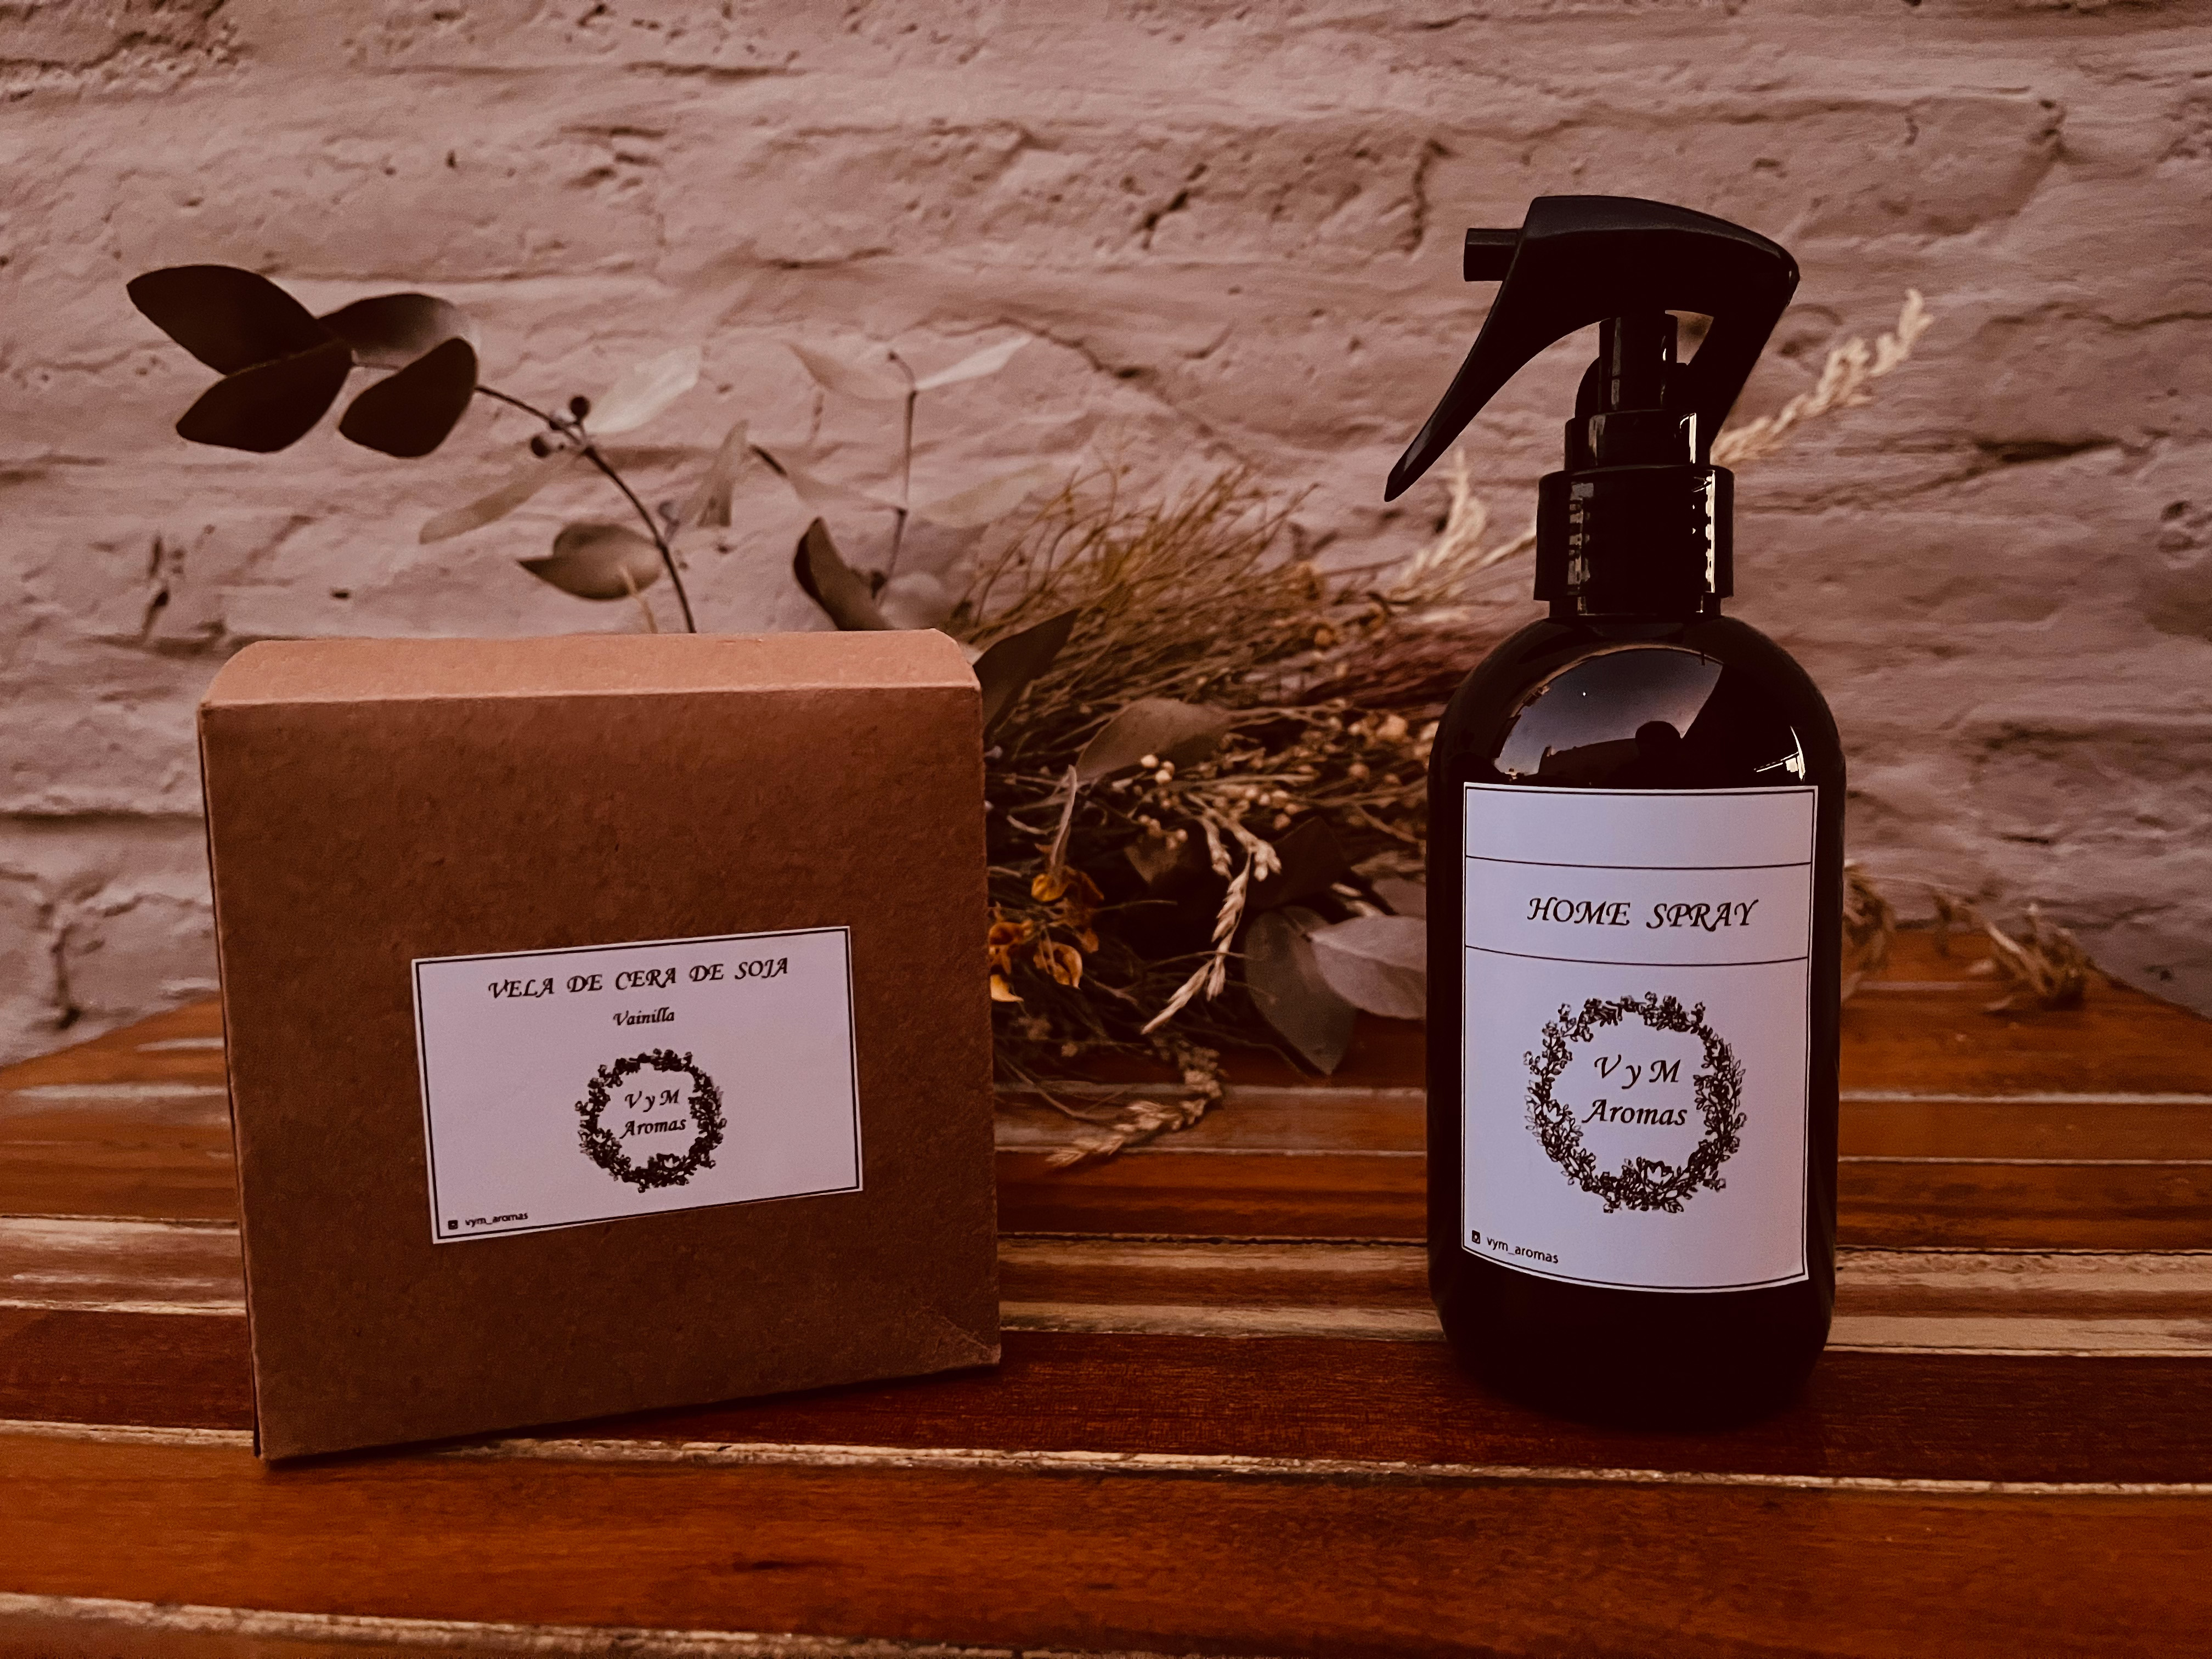 VELA DE CERA DE SOJA
Vainilla
V y M
Aromas
vym_aromas
HOME SPRAY
V y M
Aromas
vym_aromas